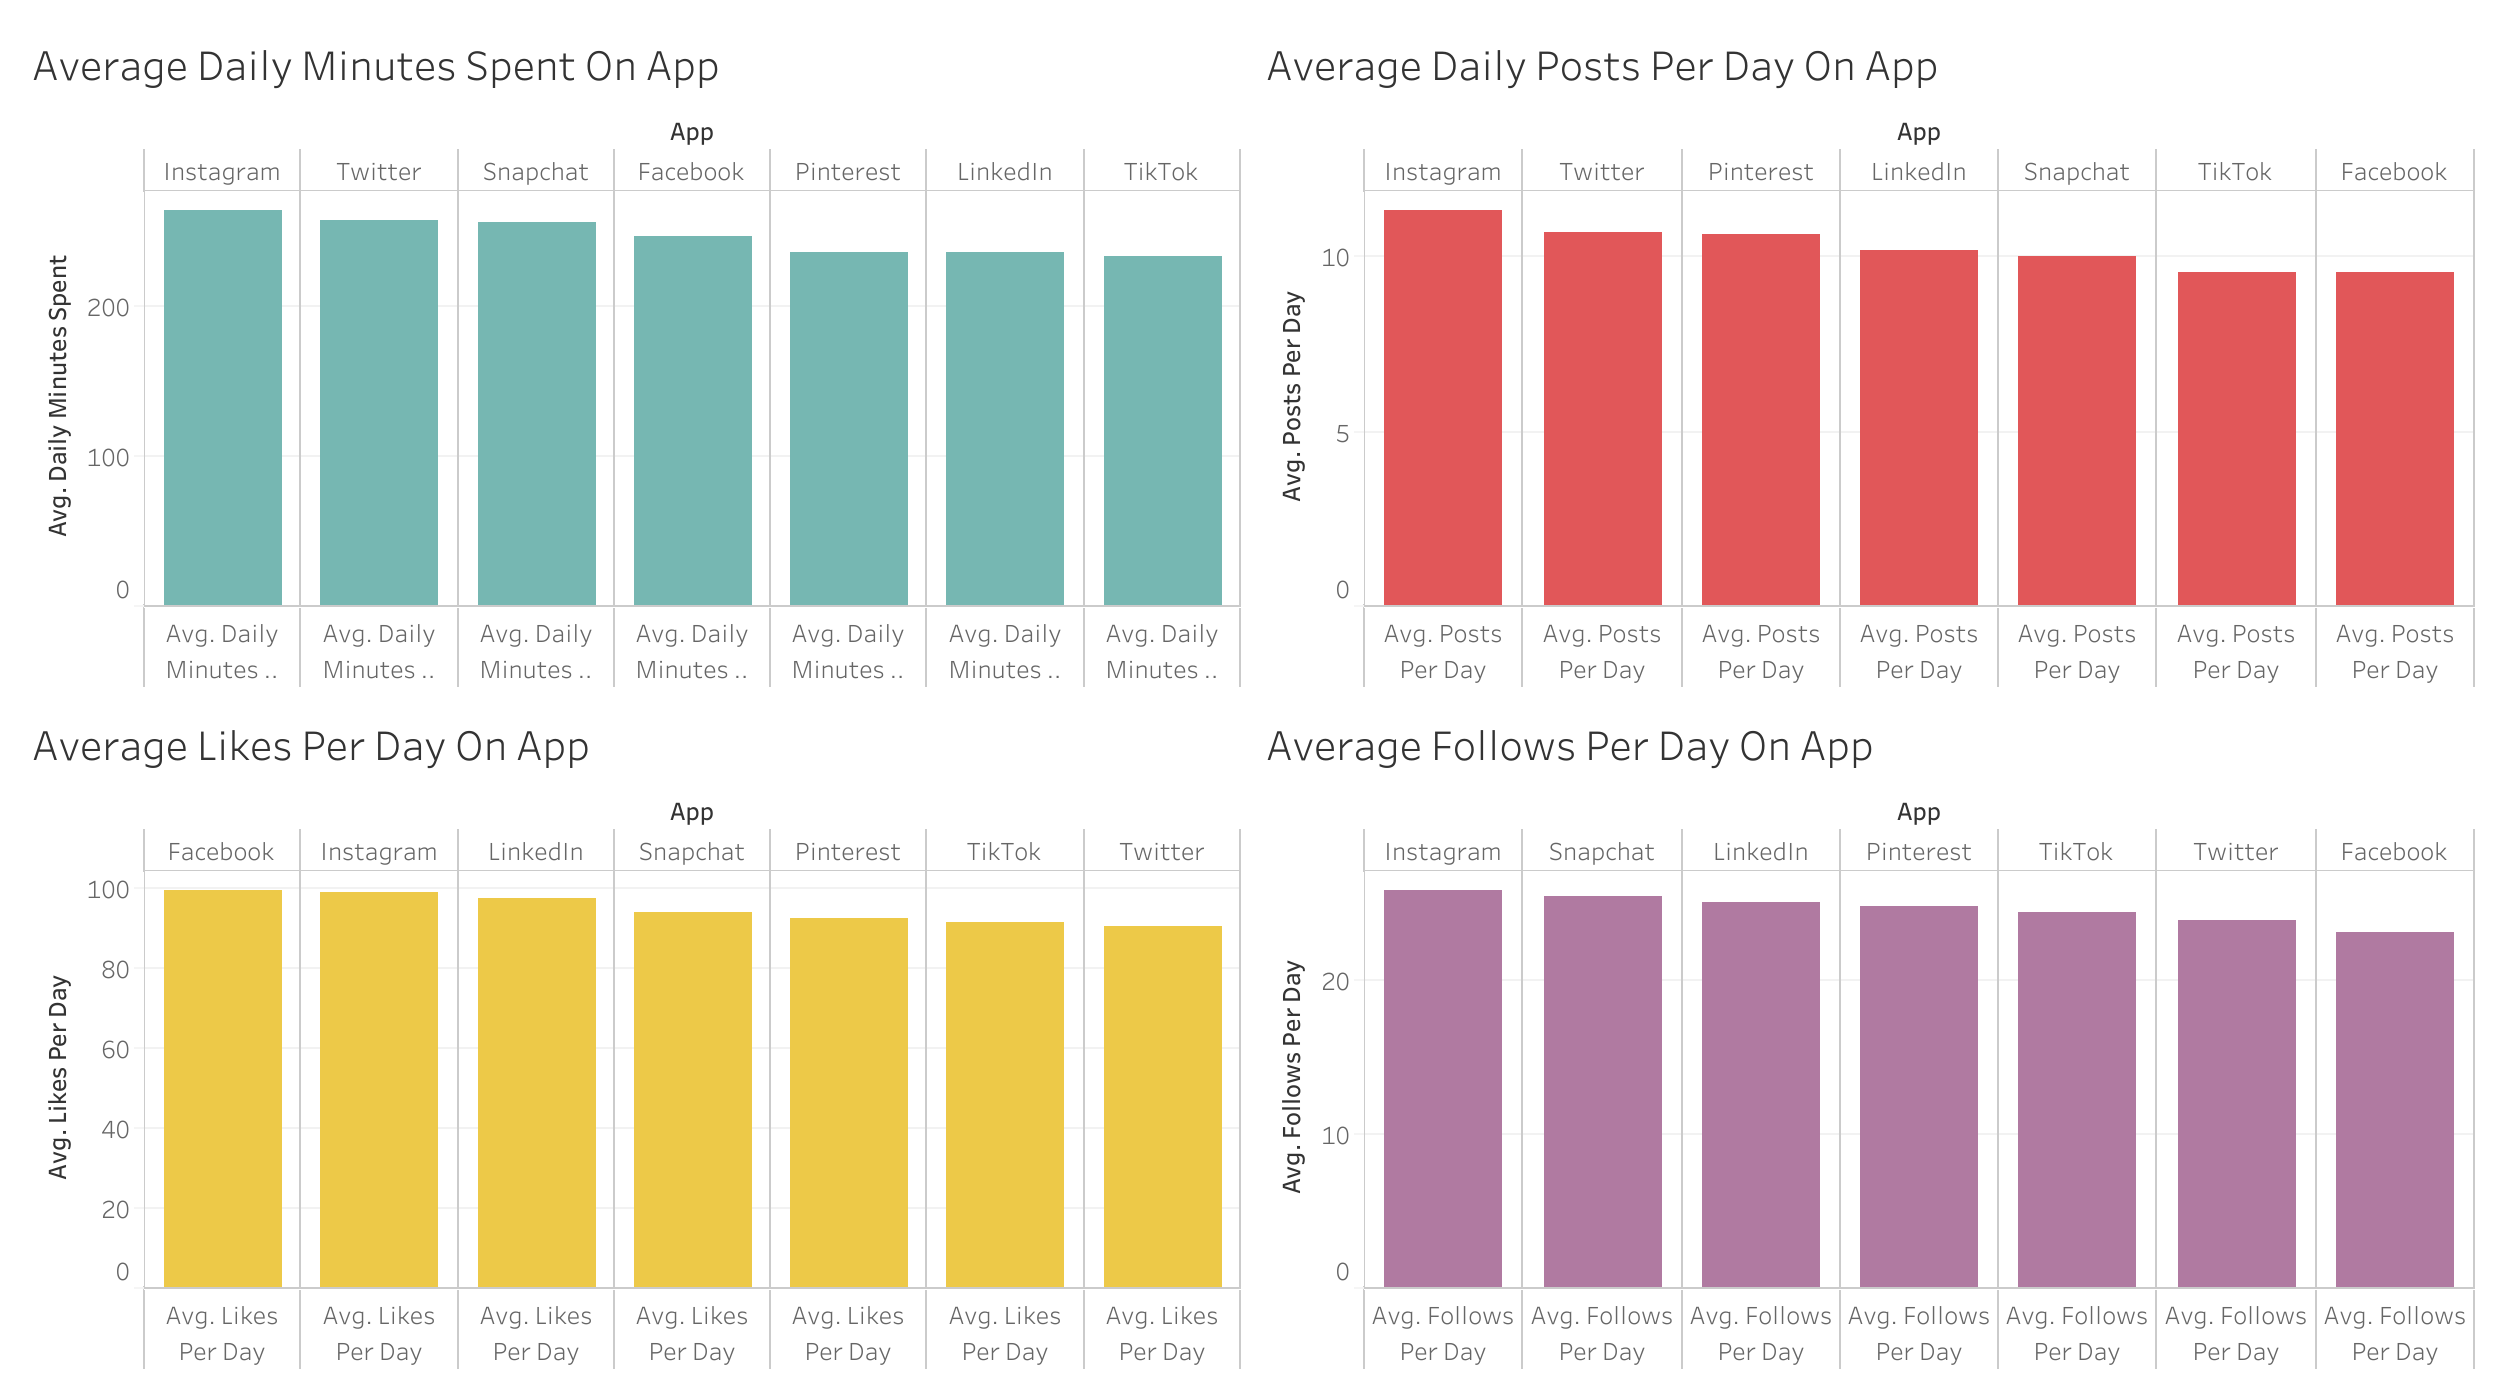 Average Daily Minutes Spent On App
App
Instagram Twitter Snapchat Facebook Pinterest LinkedIn TikTok
Avg. Daily Minutes Spent
200
100
0
Avg. Daily Avg. Daily Avg. Daily Avg. Daily Avg. Daily Avg. Daily Avg. Daily
Minutes .. Minutes .. Minutes .. Minutes .. Minutes .. Minutes .. Minutes ..
Average Daily Posts Per Day On App
App
Instagram Twitter Pinterest LinkedIn Snapchat TikTok Facebook
Avg. Posts Per Day
10
5
0
Avg. Posts Avg. Posts Avg. Posts Avg. Posts Avg. Posts Avg. Posts Avg. Posts
Per Day Per Day Per Day Per Day Per Day Per Day Per Day
Average Likes Per Day On App
App
Facebook Instagram LinkedIn Snapchat Pinterest TikTok Twitter
Avg. Likes Per Day
100
80
60
40
20
0
Avg. Likes Avg. Likes Avg. Likes Avg. Likes Avg. Likes Avg. Likes Avg. Likes
Per Day Per Day Per Day Per Day Per Day Per Day Per Day
Average Follows Per Day On App
App
Instagram Snapchat LinkedIn Pinterest TikTok Twitter Facebook
Avg. Follows Per Day
20
10
0
Avg. Follows Avg. Follows Avg. Follows Avg. Follows Avg. Follows Avg. Follows Avg. Follows
Per Day Per Day Per Day Per Day Per Day Per Day Per Day